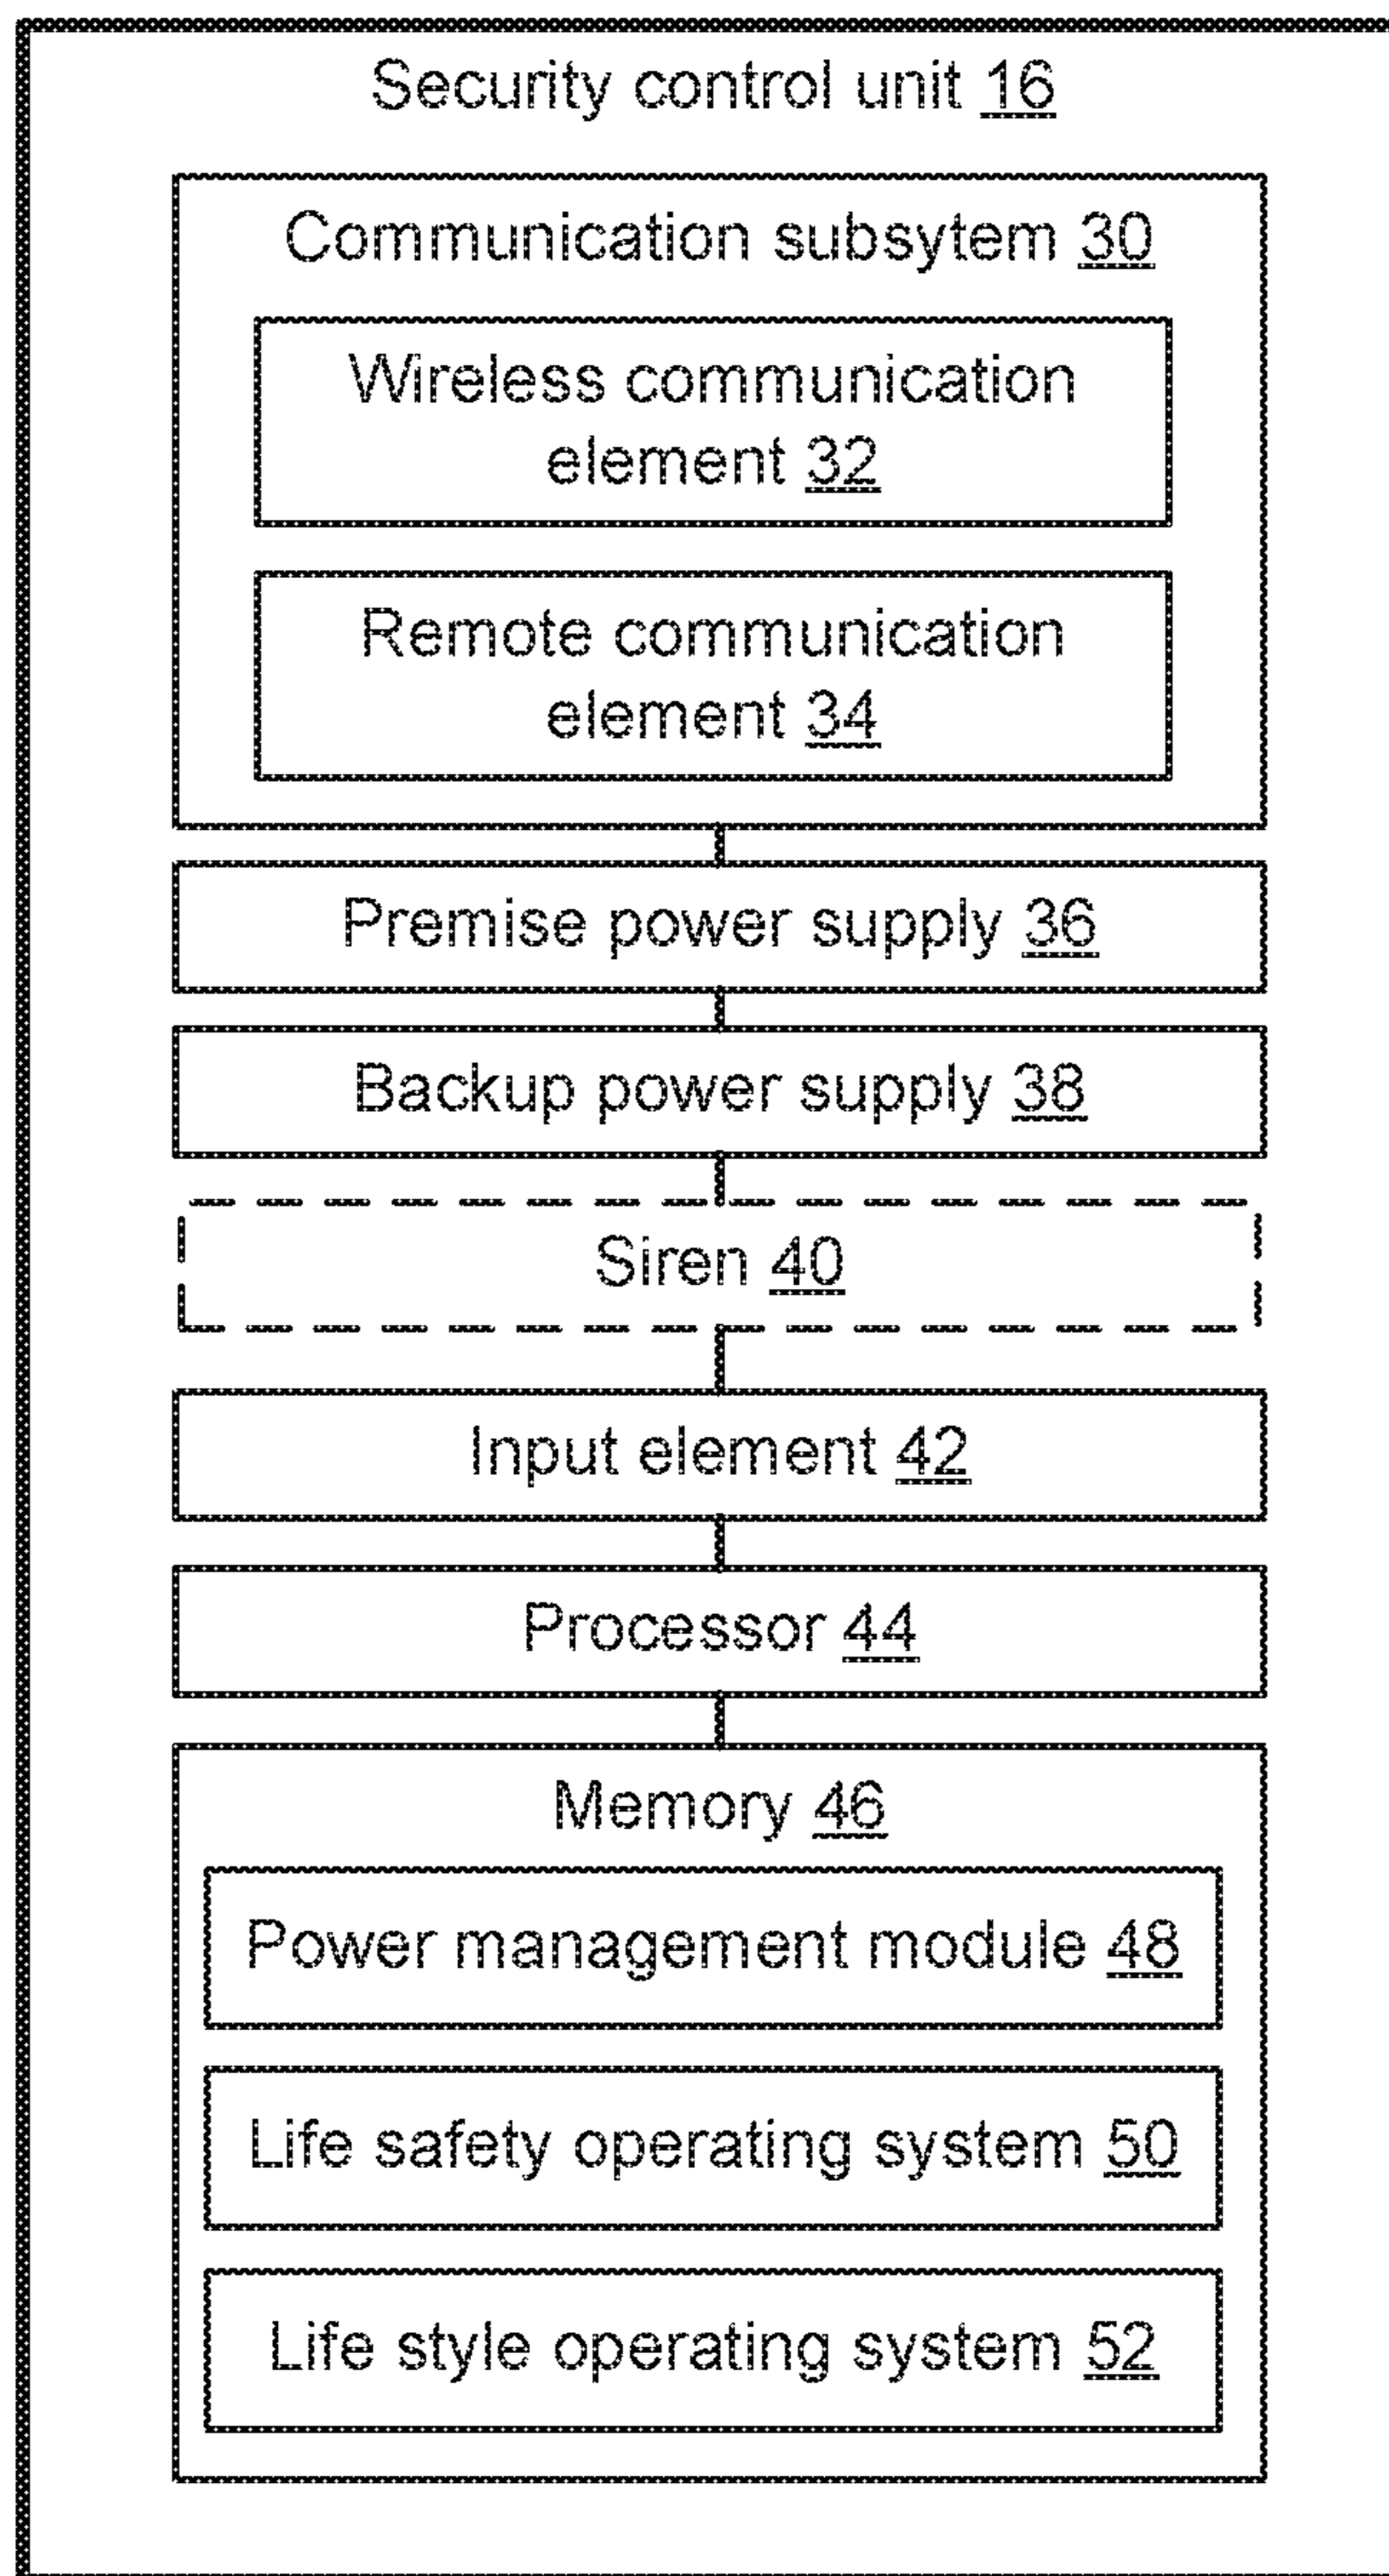 Security control unit 16
Communication subsytem 30
Wireless communication
element 32
Remote communication
element 34
Premise power supply 36
Backup power supply 38
Siren 40
Input element 42
Processor 44
Memory 46
Power management module 48
Life safety operating system 50
Life style operating system 52